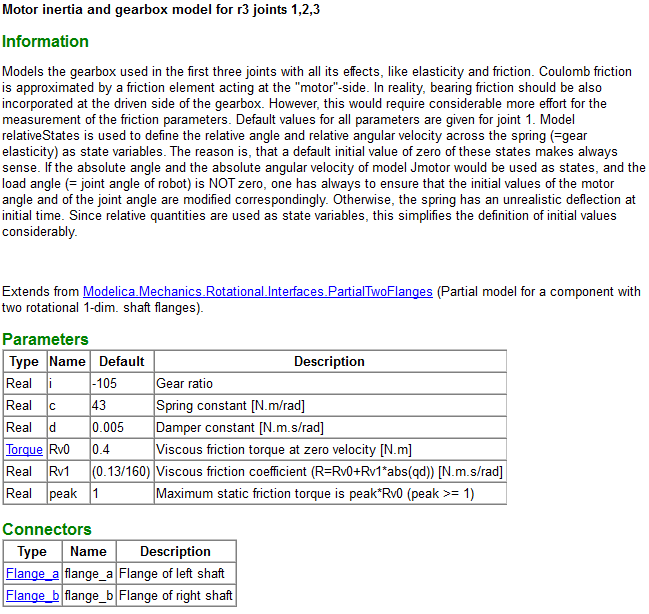 Motor inertia and gearbox model for r3 joints 1,2,3
Information
Models the gearbox used in the first three joints with all its effects, like elasticity and friction. Coulomb friction
is approximated by a friction element acting at the "motor"-side. In reality, bearing friction should be also
incorporated at the driven side of the gearbox. However, this would require considerable more effort for the
measurement of the friction parameters. Default values for all parameters are given for joint 1. Model
relativeStates is used to define the relative angle and relative angular velocity across the spring (=gear
elasticity) as state variables. The reason is, that a default initial value of zero of these states makes always
sense. If the absolute angle and the absolute angular velocity of model Jmotor would be used as states, and the
load angle (= joint angle of robot) is NOT zero, one has always to ensure that the initial values of the motor
angle and of the joint angle are modified correspondingly. Otherwise, the spring has an unrealistic deflection at
initial time. Since relative quantities are used as state variables, this simplifies the definition of initial values
considerably.
Extends from Modelica.Mechanics.Rotational.Interfaces.PartialTwoFlanges (Partial model for a component with
two rotational 1-dim. shaft flanges).
Parameters
Type Name Default Description
Real i -105 Gear ratio
Real c 43 Spring constant [N.m/rad]
Real d 0.005 Damper constant [N.m.s/rad]
Torque Rv0 0.4 Viscous friction torque at zero velocity [N.m]
Real Rv1 (0.13/160) Viscous friction coefficient (R=Rv0+Rv1*abs(qd)) [N.m.s/rad]
Real peak 1 Maximum static friction torque is peak*Rv0 (peak >= 1)
Connectors
Type Name Description
Flange_a flange_a Flange of left shaft
Flange_b flange_b Flange of right shaft